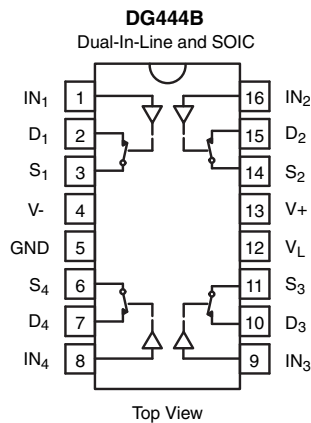 DG444B
Dual-In-Line and SOIC
IN1 1 16 IN2
D1 2 15 D2
S1 3 14 S2
V- 4 13 V+
GND 5 12 VL
S4 6 11 S3
D4 7 10 D3
IN4 8 9 IN3
Top View